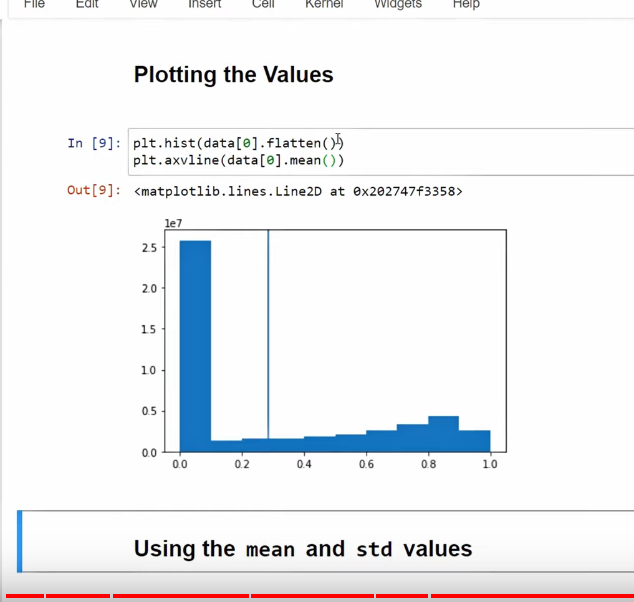 File Edit View Insert Cell Kernel Widgets Help
Plotting the Values
In [9]: plt.hist(data[0].flatten())
plt.axvline(data[0].mean())
Out[9]: <matplotlib.lines.Line2D at 0x202747f3358>
1e7
2.5
2.0
1.5
1.0
0.5
0.0
0.0 0.2 0.4 0.6 0.8 1.0
Using the mean and std values